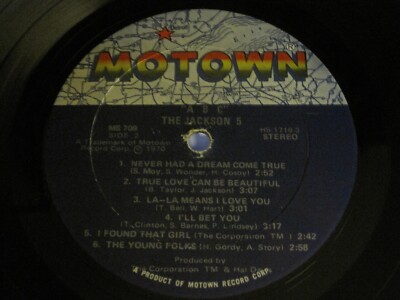 MOTOWN
"A B C"
THE JACKSON 5
MS 709
SIDE 2
HS 1119 S
STEREO
Trademark of Motown
Record Corp. © 1970
1. NEVER HAD A DREAM COME TRUE
(S. Moy, S. Wonder, H. Cosby) 2:52
2. TRUE LOVE CAN BE BEAUTIFUL
(B. Taylor, J. Jackson) 3:01
3. LA-LA MEANS I LOVE YOU
(T. Bell, W. Hart) 3:01
4. I'LL BET YOU
Clinton, S. Barnes, P. Lindsey) 3:17
5. I FOUND THAT GIRL (The Corporation TM) 2:42
6. THE YOUNG FOLKS (H. Gordy, A. Story) 2:58
Produced by
Corporation, TM & Hal
A PRODUCT OF MOTOWN RECORD CORP.